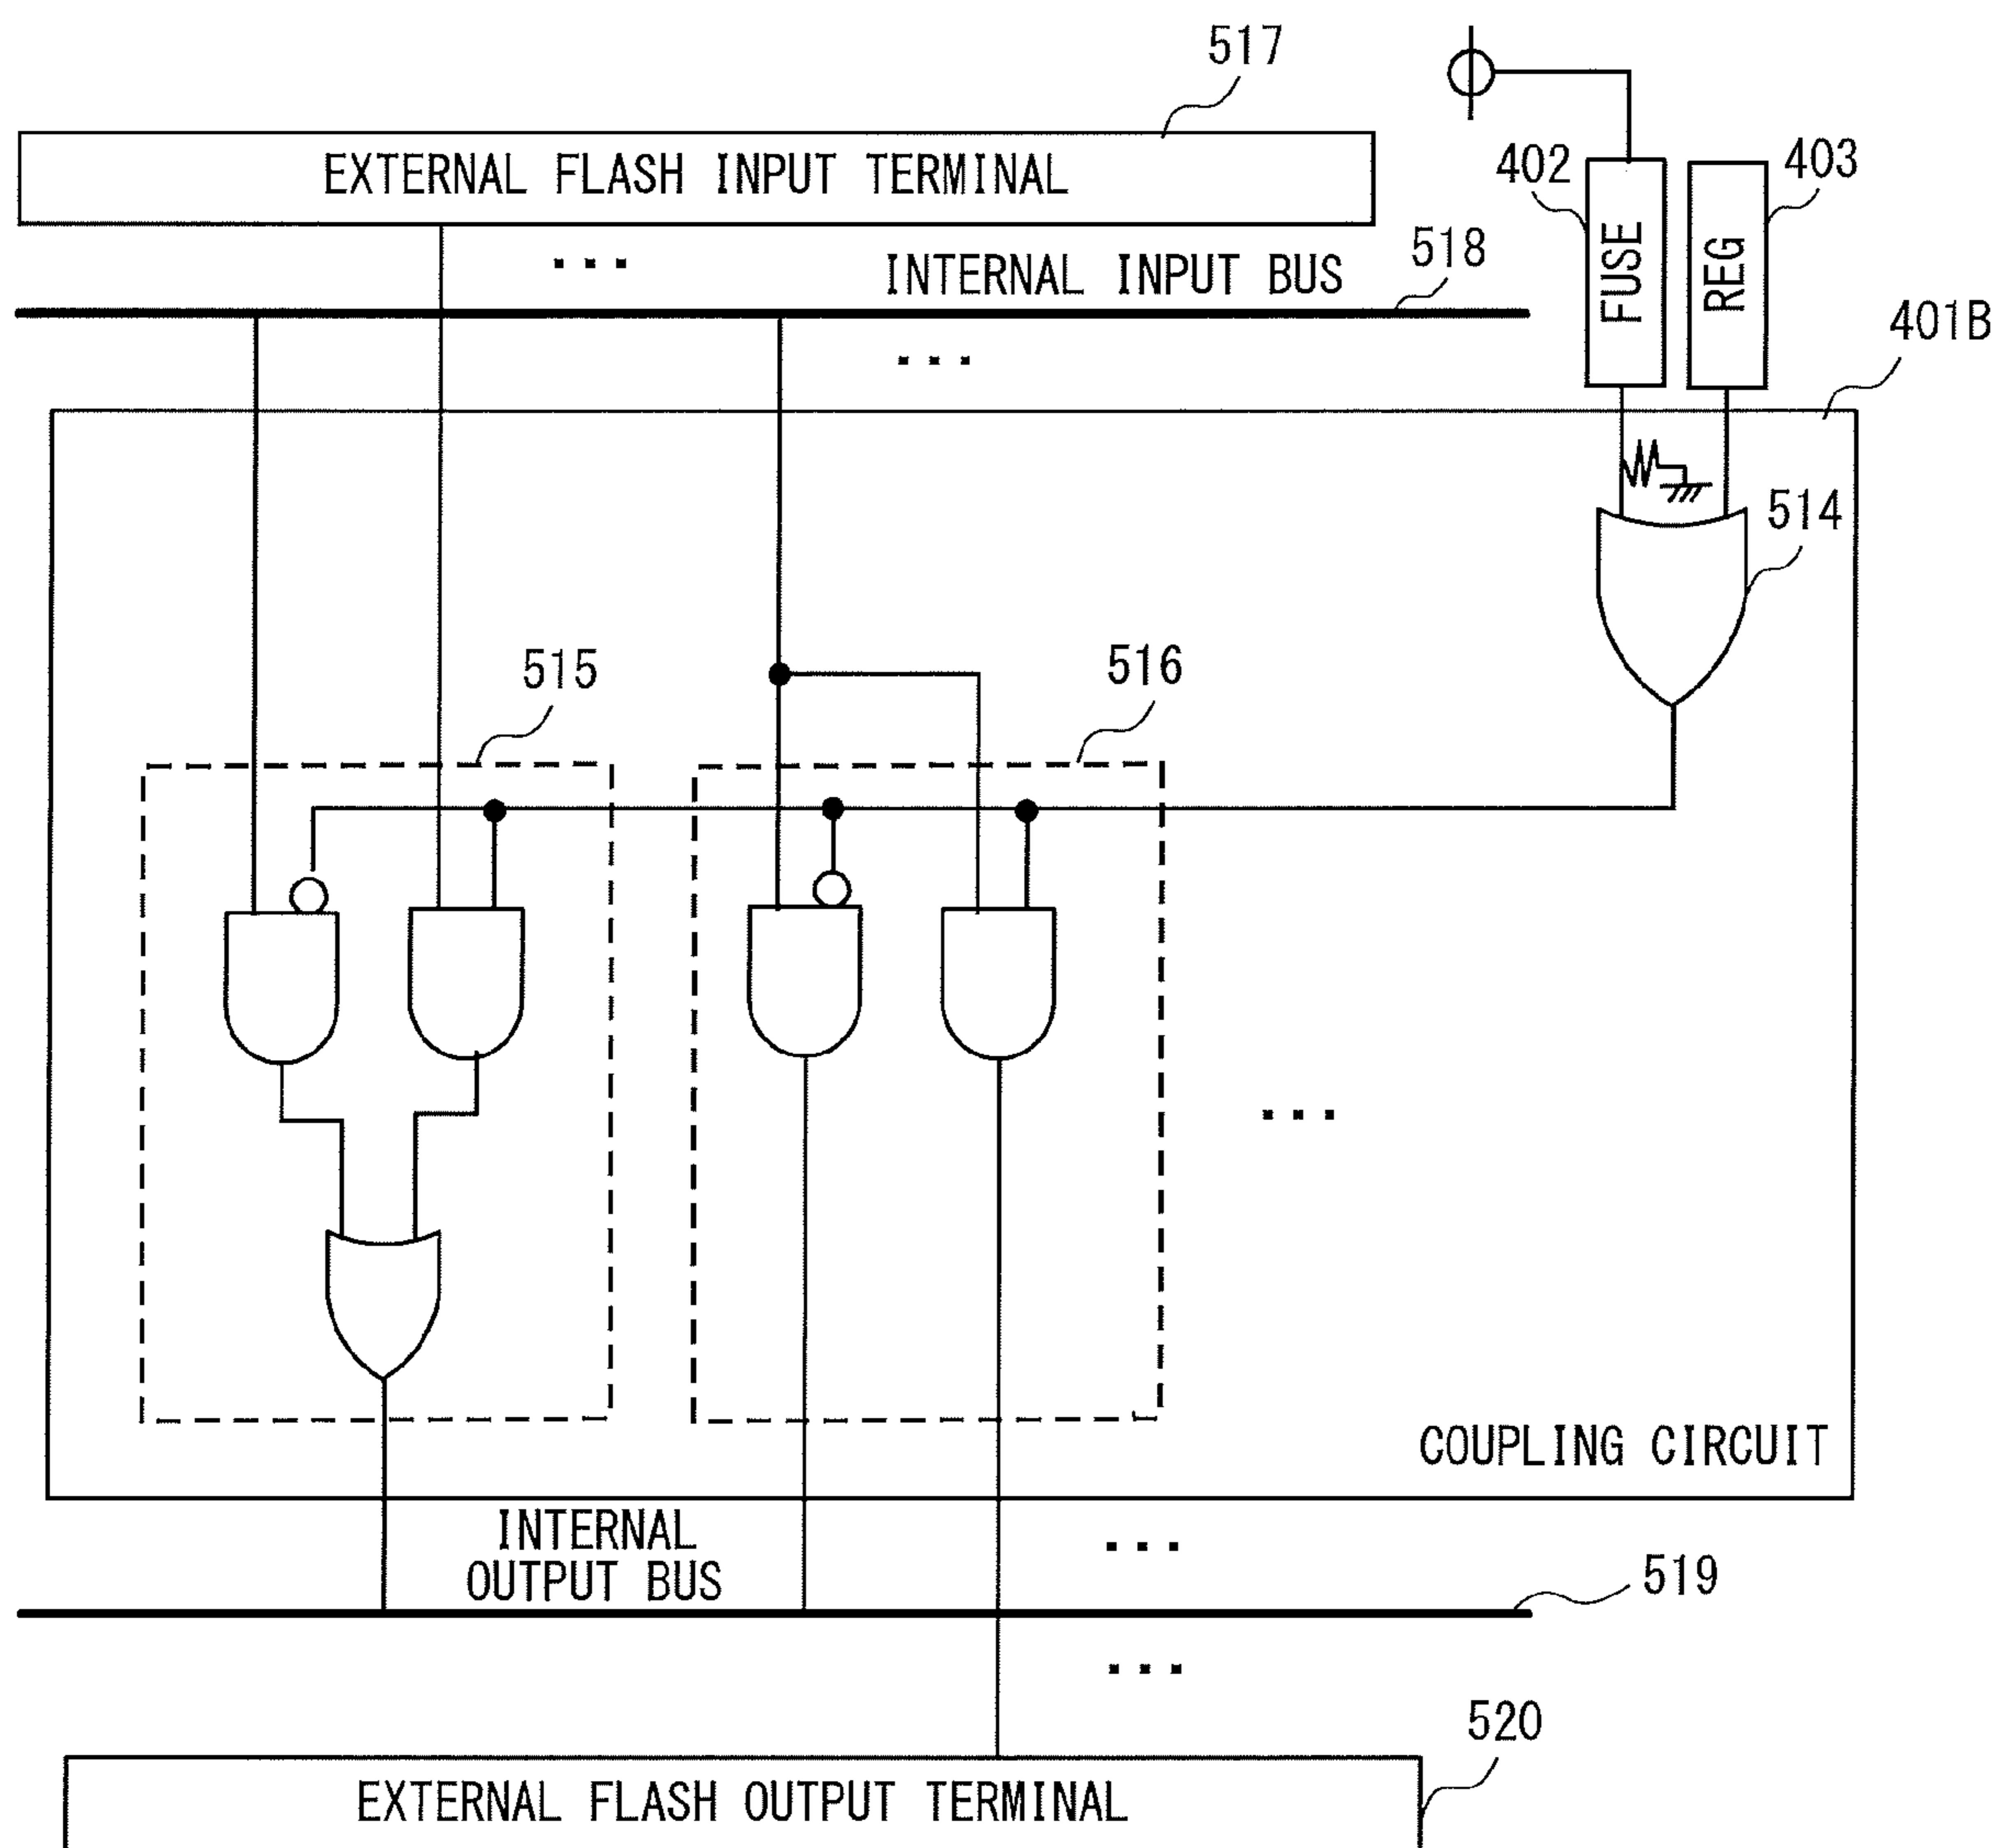 517
EXTERNAL FLASH INPUT TERMINAL
402
403
FUSE
REG
518
INTERNAL INPUT BUS
401B
514
515
516
COUPLING CIRCUIT
INTERNAL
OUTPUT BUS
519
520
EXTERNAL FLASH OUTPUT TERMINAL